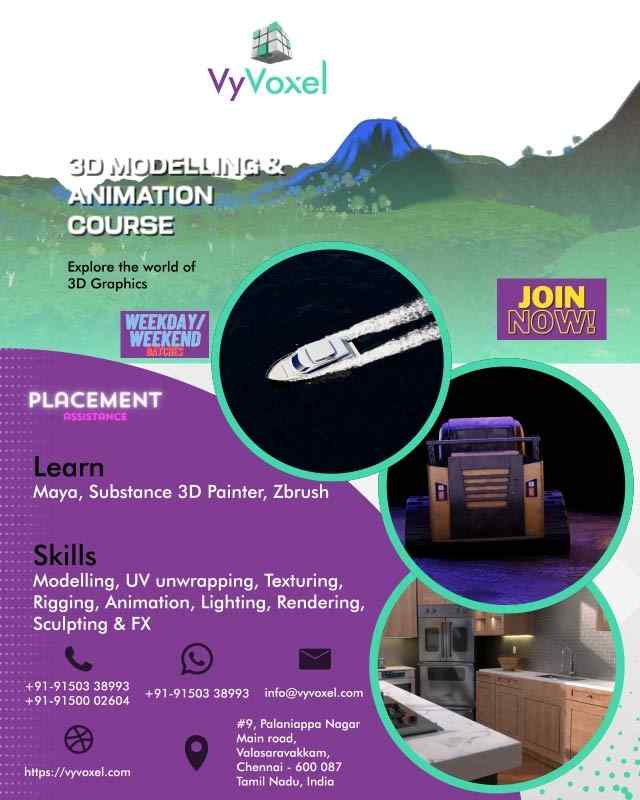 VyVoxel
3D MODELLING &
ANIMATION
COURSE
Explore the world of
3D Graphics
WEEKDAY/
WEEKEND
BATCHES
JOIN
NOW!
PLACEMENT
ASSISTANCE
Learn
Maya, Substance 3D Painter, Zbrush
Skills
Modelling, UV unwrapping, Texturing,
Rigging, Animation, Lighting, Rendering,
Sculpting & FX
+91-91503 38993
+91-91500 02604
+91-91503 38993
info@vyvoxel.com
https://vyvoxel.com
#9, Palaniappa Nagar
Main road,
Valasaravakkam,
Chennai - 600 087
Tamil Nadu, India